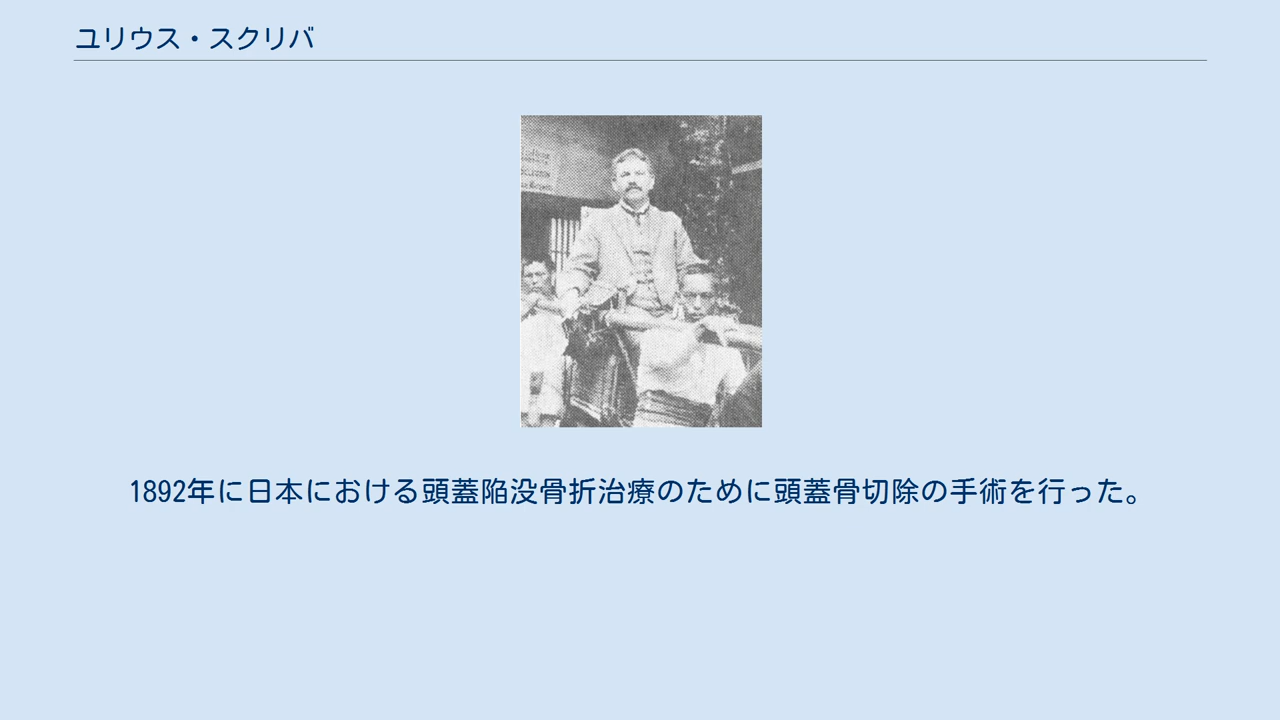 ユリウス・スクリバ
1892年に日本における頭蓋陥没骨折治療のために頭蓋骨切除の手術を行った。